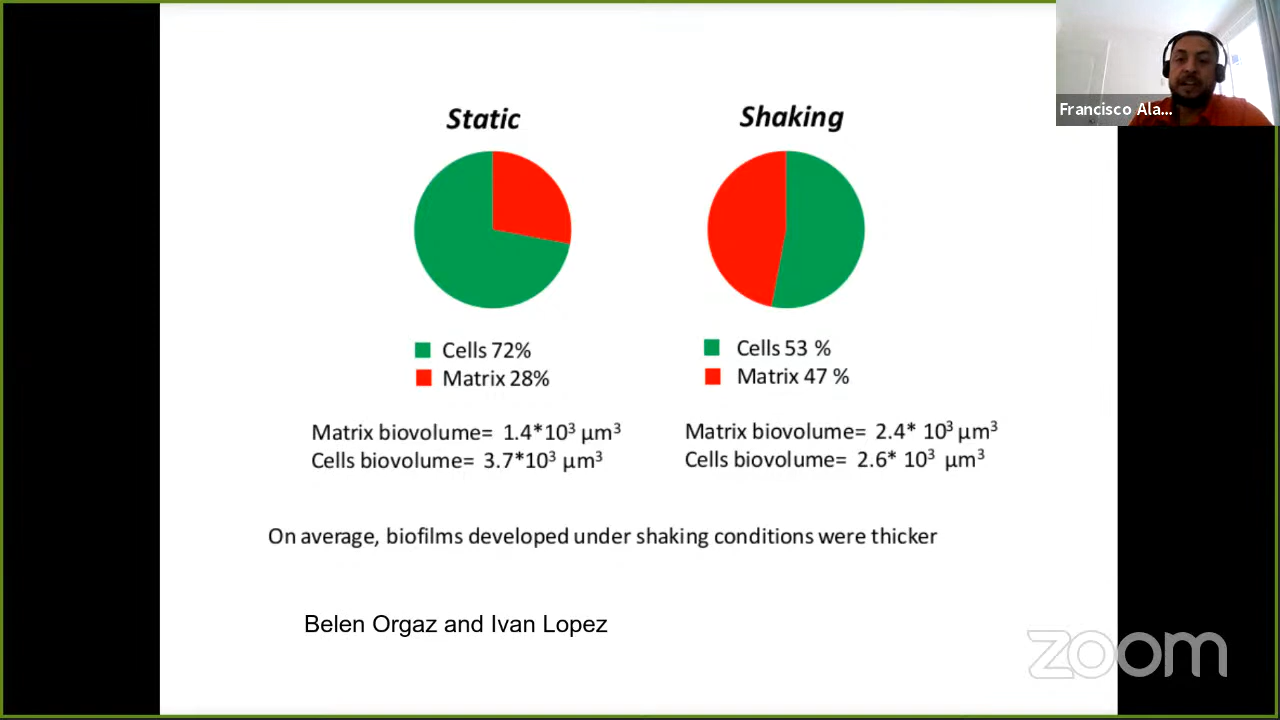 Francisco Ala...
Static
Shaking
Cells 72%
Matrix 28%
Cells 53 %
Matrix 47 %
Matrix biovolume= 1.4*10³ µm³
Cells biovolume= 3.7*10³ µm³
Matrix biovolume= 2.4* 10³ µm³
Cells biovolume= 2.6* 10³ µm³
On average, biofilms developed under shaking conditions were thicker
Belen Orgaz and Ivan Lopez
zoom